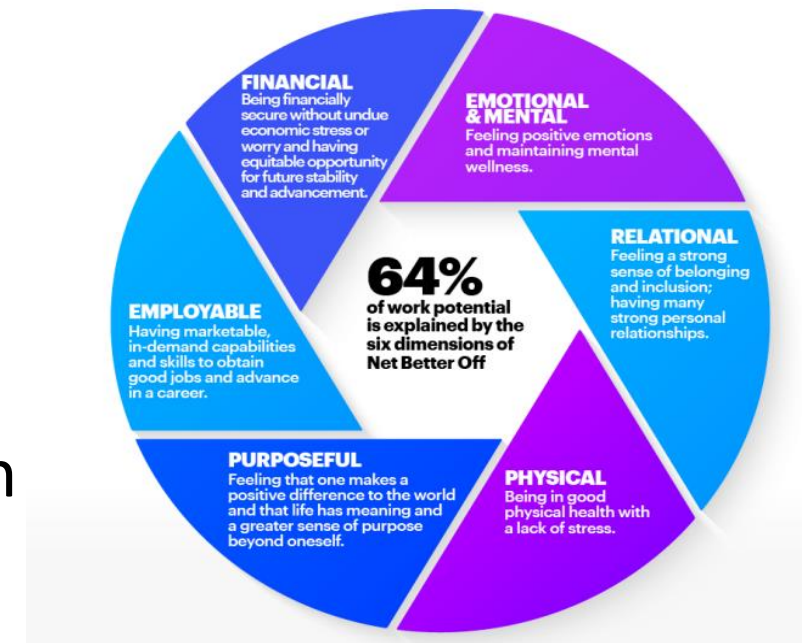 FINANCIAL
Being financially
secure without undue
economic stress or
worry and having
equitable opportunity
for future stability
and advancement.
EMOTIONAL
& MENTAL
Feeling positive emotions
and maintaining mental
wellness.
RELATIONAL
Feeling a strong
sense of belonging
and inclusion;
having many
strong personal
relationships.
PHYSICAL
Being in good
physical health with
a lack of stress.
PURPOSEFUL
Feeling that one makes a
positive difference to the world
and that life has meaning and
a greater sense of purpose
beyond oneself.
EMPLOYABLE
Having marketable,
in-demand capabilities
and skills to obtain
good jobs and advance
in a career.
64%
of work potential
is explained by the
six dimensions of
Net Better Off